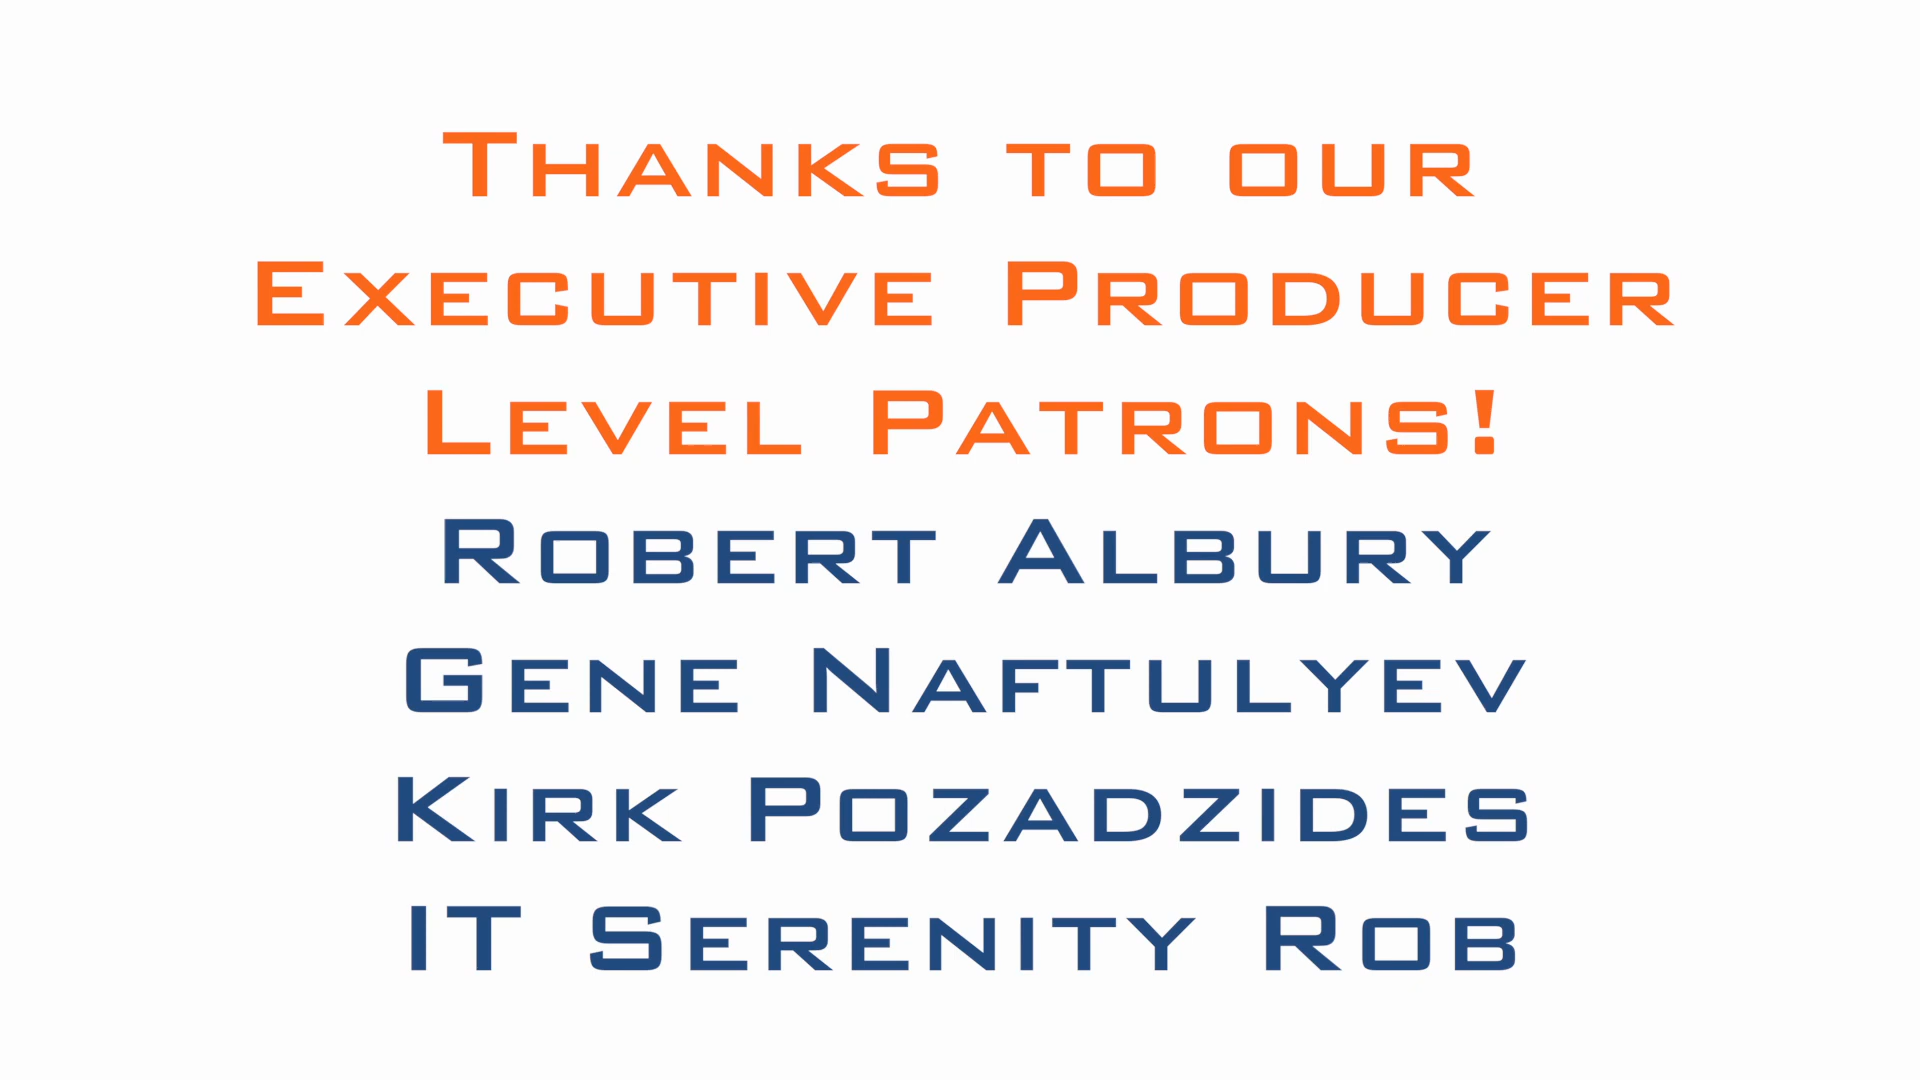 Thanks to our
Executive Producer
Level Patrons!
Robert Albury
Gene Naftulyev
Kirk Pozadzides
IT Serenity Rob